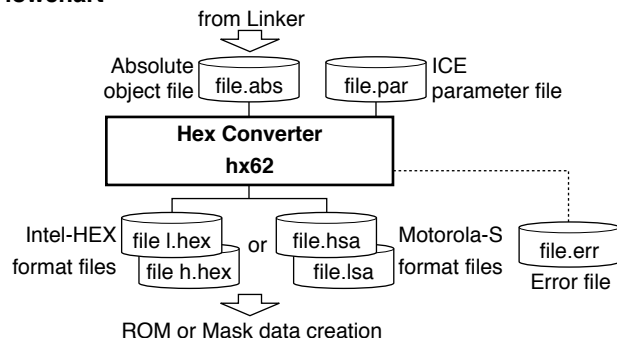 from Linker
Absolute
object file
file.abs
file.par
ICE
parameter file
Hex Converter
hx62
Intel-HEX
format files
file l.hex
file h.hex
or
file.hsa
file.lsa
Motorola-S
format files
file.err
Error file
ROM or Mask data creation